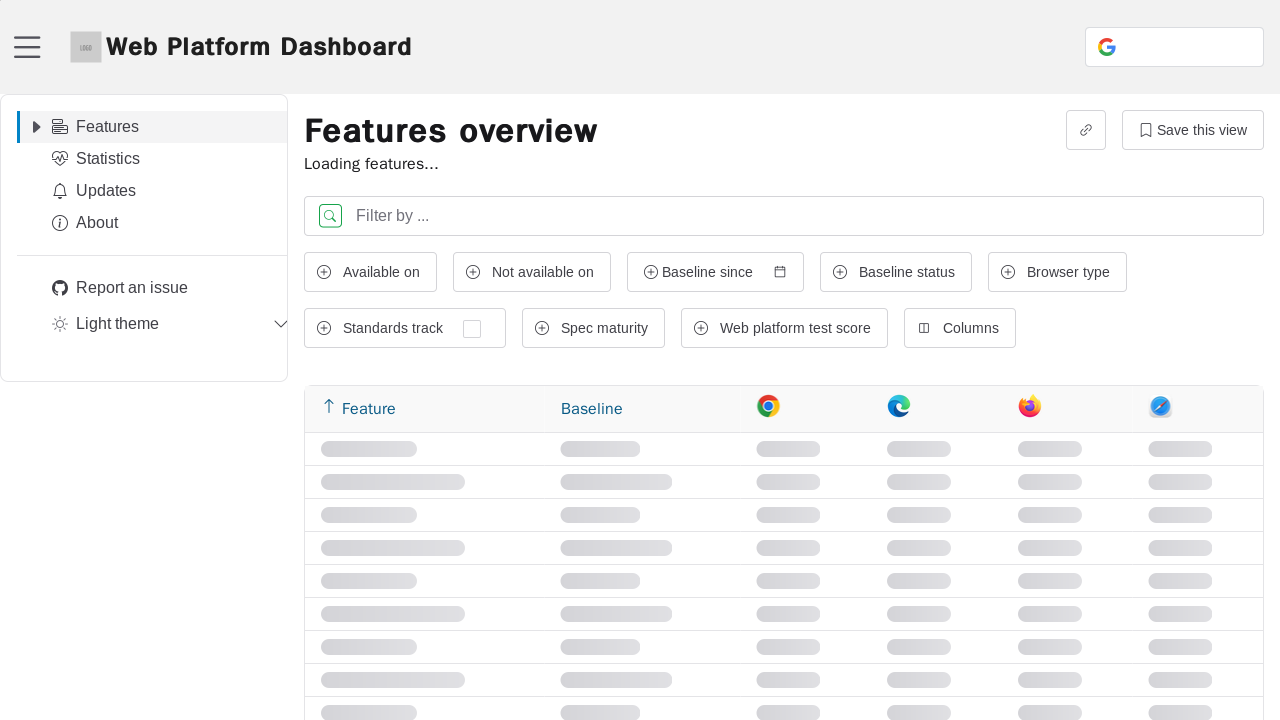 LOGO
Web Platform Dashboard
Features
Statistics
Updates
About
Report an issue
Light theme
Features overview
Save this view
Loading features...
Filter by ...
Available on
Not available on
Baseline since
Baseline status
Browser type
Standards track
Spec maturity
Web platform test score
Columns
Feature
Baseline